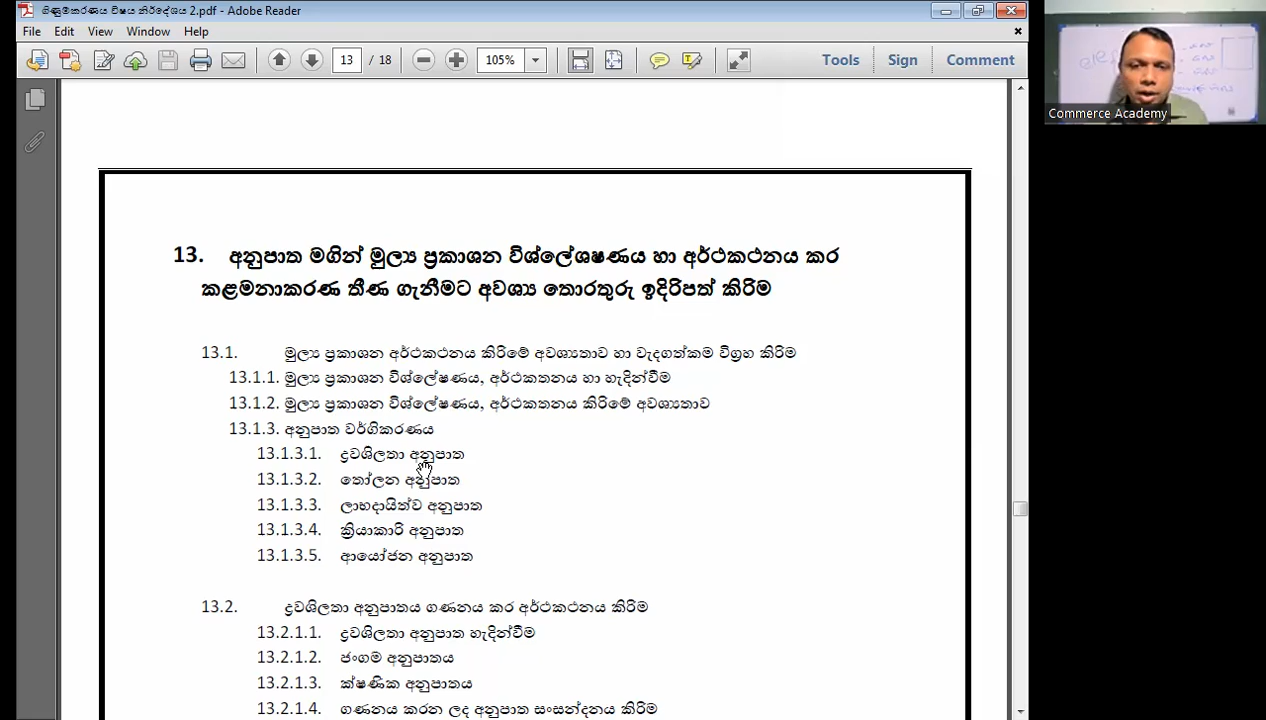 ගිණුම්කරණය විෂය නිර්දේශය 2.pdf - Adobe Reader
File Edit View Window Help
13 / 18 105% Tools Sign Comment
Commerce Academy
13. අනුපාත මගින් මූල්‍ය ප්‍රකාශන විශ්ලේශෂණය හා අර්ථකථනය කර
කළමනාකරණ තීණ ගැනීමට අවශ්‍ය තොරතුරු ඉදිරිපත් කිරීම
13.1. මූල්‍ය ප්‍රකාශන අර්ථකථනය කිරීමේ අවශ්‍යතාව හා වැදගත්කම විග්‍රහ කිරීම
13.1.1. මූල්‍ය ප්‍රකාශන විශ්ලේෂණය, අර්ථකතනය හා හැදින්වීම
13.1.2. මූල්‍ය ප්‍රකාශන විශ්ලේෂණය, අර්ථකතනය කිරීමේ අවශ්‍යතාව
13.1.3. අනුපාත වර්ගීකරණය
13.1.3.1. ද්‍රවශීලතා අනුපාත
13.1.3.2. තෝලන අනුපාත
13.1.3.3. ලාභදායීත්ව අනුපාත
13.1.3.4. ක්‍රියාකාරී අනුපාත
13.1.3.5. ආයෝජන අනුපාත
13.2. ද්‍රවශීලතා අනුපාතය ගණනය කර අර්ථකථනය කිරීම
13.2.1.1. ද්‍රවශීලතා අනුපාත හැදින්වීම
13.2.1.2. ජංගම අනුපාතය
13.2.1.3. ක්ෂණික අනුපාතය
13.2.1.4. ගණනය කරන ලද අනුපාත සංසන්දනය කිරීම